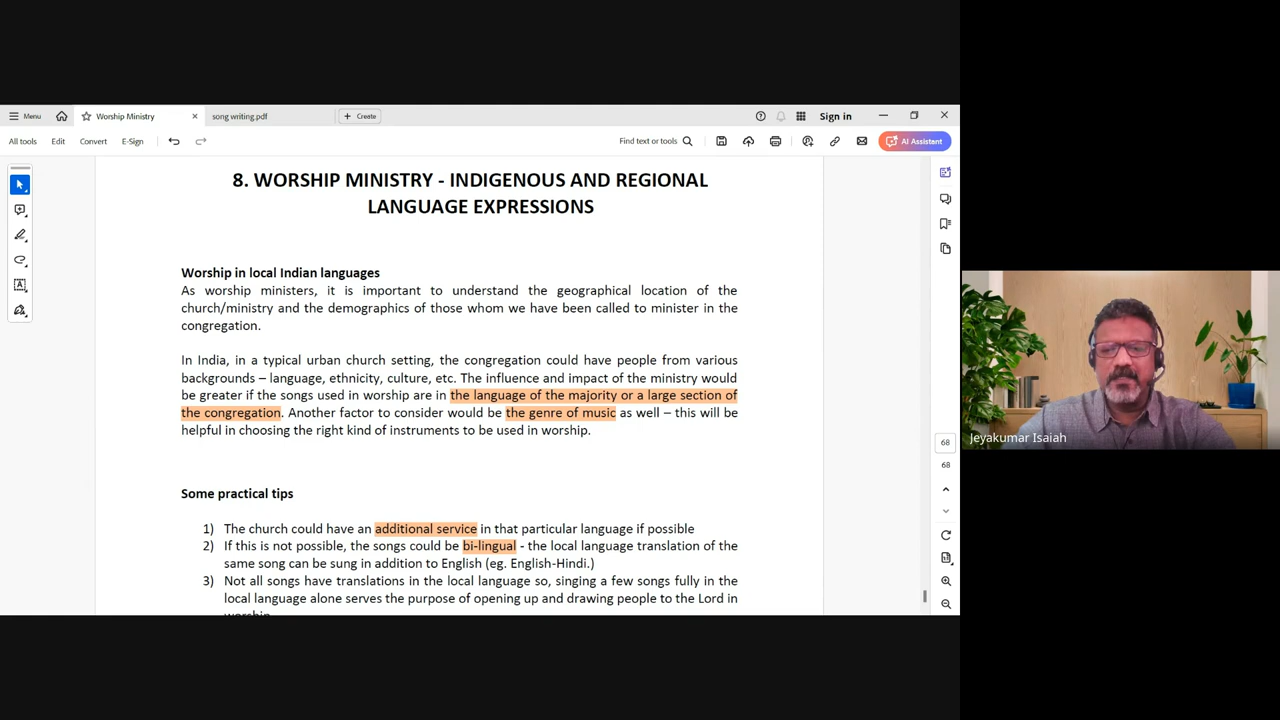 Menu
Worship Ministry
song writing.pdf
Create
Sign in
All tools
Edit
Convert
E-Sign
Find text or tools
AI Assistant
8. WORSHIP MINISTRY - INDIGENOUS AND REGIONAL
LANGUAGE EXPRESSIONS
Worship in local Indian languages
As worship ministers, it is important to understand the geographical location of the
church/ministry and the demographics of those whom we have been called to minister in the
congregation.
In India, in a typical urban church setting, the congregation could have people from various
backgrounds – language, ethnicity, culture, etc. The influence and impact of the ministry would
be greater if the songs used in worship are in the language of the majority or a large section of
the congregation. Another factor to consider would be the genre of music as well – this will be
helpful in choosing the right kind of instruments to be used in worship.
Some practical tips
1) The church could have an additional service in that particular language if possible
2) If this is not possible, the songs could be bi-lingual - the local language translation of the
same song can be sung in addition to English (eg. English-Hindi.)
3) Not all songs have translations in the local language so, singing a few songs fully in the
local language alone serves the purpose of opening up and drawing people to the Lord in
worship
68
68
Jeyakumar Isaiah